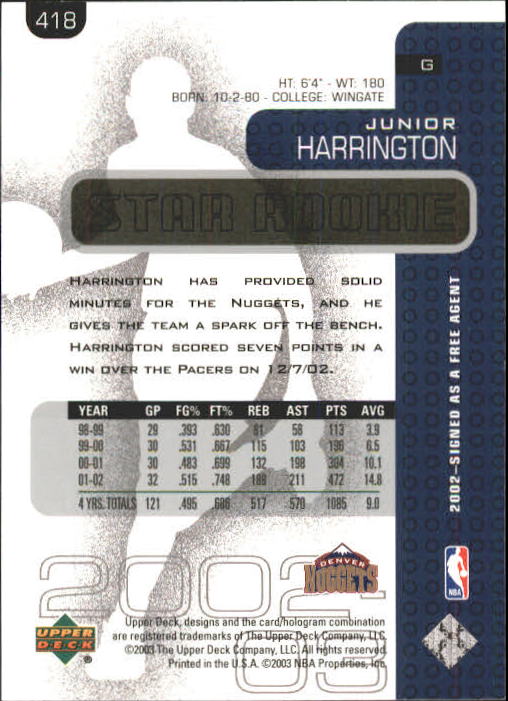 418
G
HT: 6'4" - WT: 180
BORN: 10-2-80 - COLLEGE: WINGATE
JUNIOR
HARRINGTON
STAR ROOKIE
HARRINGTON HAS PROVIDED SOLID
MINUTES FOR THE NUGGETS, AND HE
GIVES THE TEAM A SPARK OFF THE BENCH.
HARRINGTON SCORED SEVEN POINTS IN A
WIN OVER THE PACERS ON 12/7/02.
YEAR GP FG% FT% REB AST PTS AVG
98-99 29 .393 .630 81 58 113 3.9
99-00 30 .531 .667 115 103 196 6.5
00-01 30 .483 .699 132 198 304 10.1
01-02 32 .515 .748 189 211 472 14.8
4 YRS. TOTALS 121 .495 .686 517 570 1085 9.0
2002–SIGNED AS A FREE AGENT
DENVER
NUGGETS
NBA
2002-
03
UPPER
DECK
®
Upper Deck, designs and the card/hologram combination
are registered trademarks of The Upper Deck Company, LLC.
©2003 The Upper Deck Company, LLC. All rights reserved.
Printed in the U.S.A. ©2003 NBA Properties, Inc.